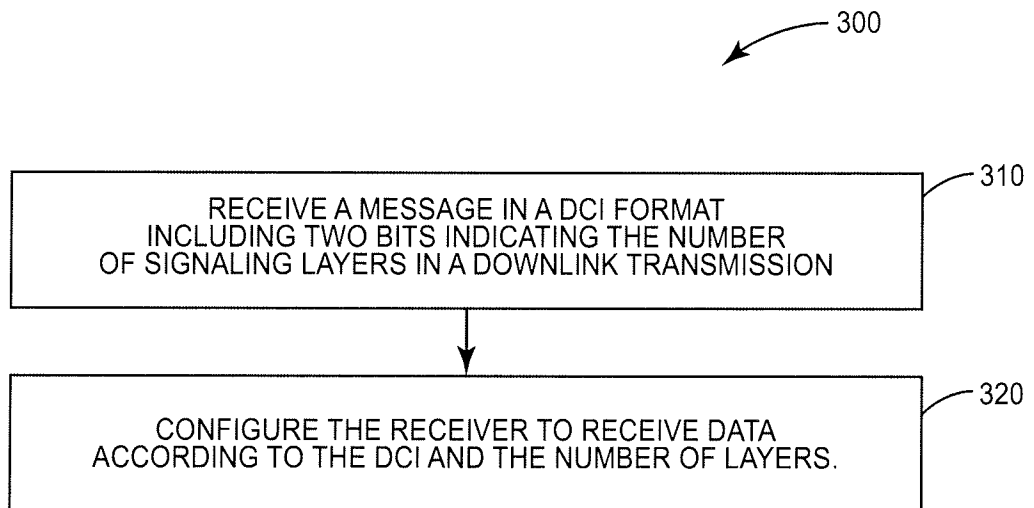 300
310
RECEIVE A MESSAGE IN A DCI FORMAT
INCLUDING TWO BITS INDICATING THE NUMBER
OF SIGNALING LAYERS IN A DOWNLINK TRANSMISSION
320
CONFIGURE THE RECEIVER TO RECEIVE DATA
ACCORDING TO THE DCI AND THE NUMBER OF LAYERS.